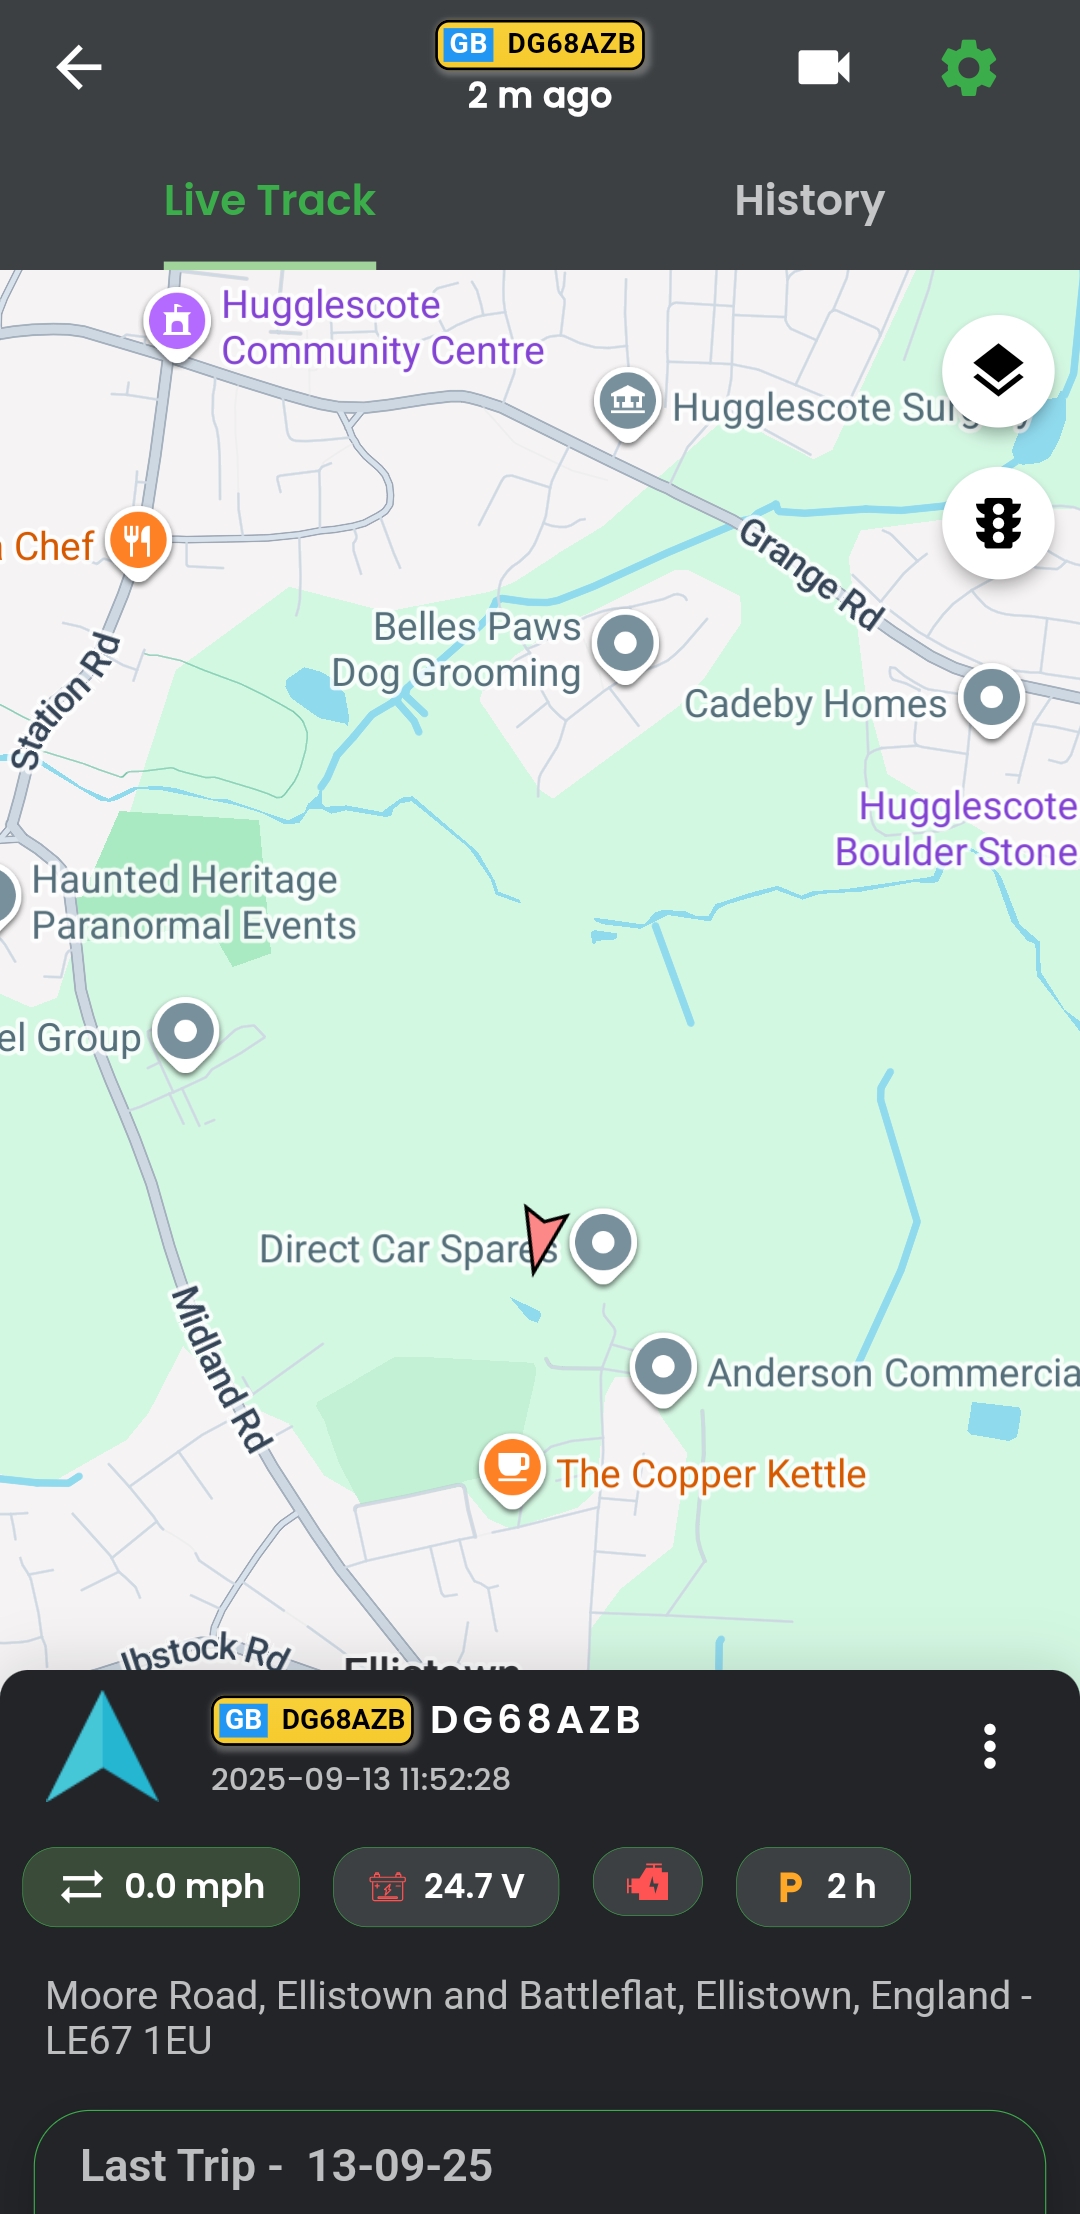 GB DG68AZB
2 m ago
Live Track
History
Hugglescote
Community Centre
Hugglescote
Chef
Grange Rd
Belles Paws
Dog Grooming
Station Rd
Cadeby Homes
Hugglescote
Boulder Stone
Haunted Heritage
Paranormal Events
el Group
Direct Car Spares
Midland Rd
Anderson Commercia
The Copper Kettle
Ibstock Rd
Ellistown
GB DG68AZB DG68AZB
2025-09-13 11:52:28
0.0 mph
24.7 V
P 2 h
Moore Road, Ellistown and Battleflat, Ellistown, England -
LE67 1EU
Last Trip - 13-09-25